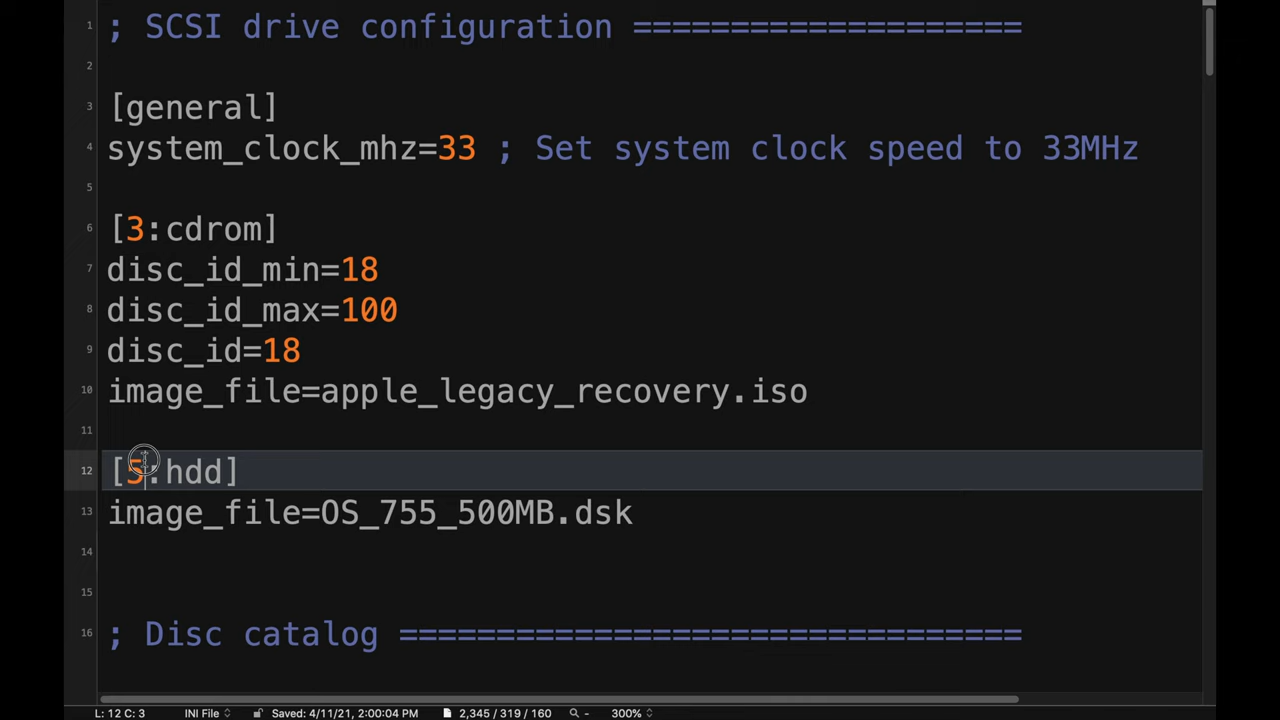 1 ; SCSI drive configuration ====================
2
3 [general]
4 system_clock_mhz=33 ; Set system clock speed to 33MHz
5
6 [3:cdrom]
7 disc_id_min=18
8 disc_id_max=100
9 disc_id=18
10 image_file=apple_legacy_recovery.iso
11
12 [5:hdd]
13 image_file=OS_755_500MB.dsk
14
15
16 ; Disc catalog ================================
L: 12 C: 3 INI File Saved: 4/11/21, 2:00:04 PM 2,345 / 319 / 160 - 300%